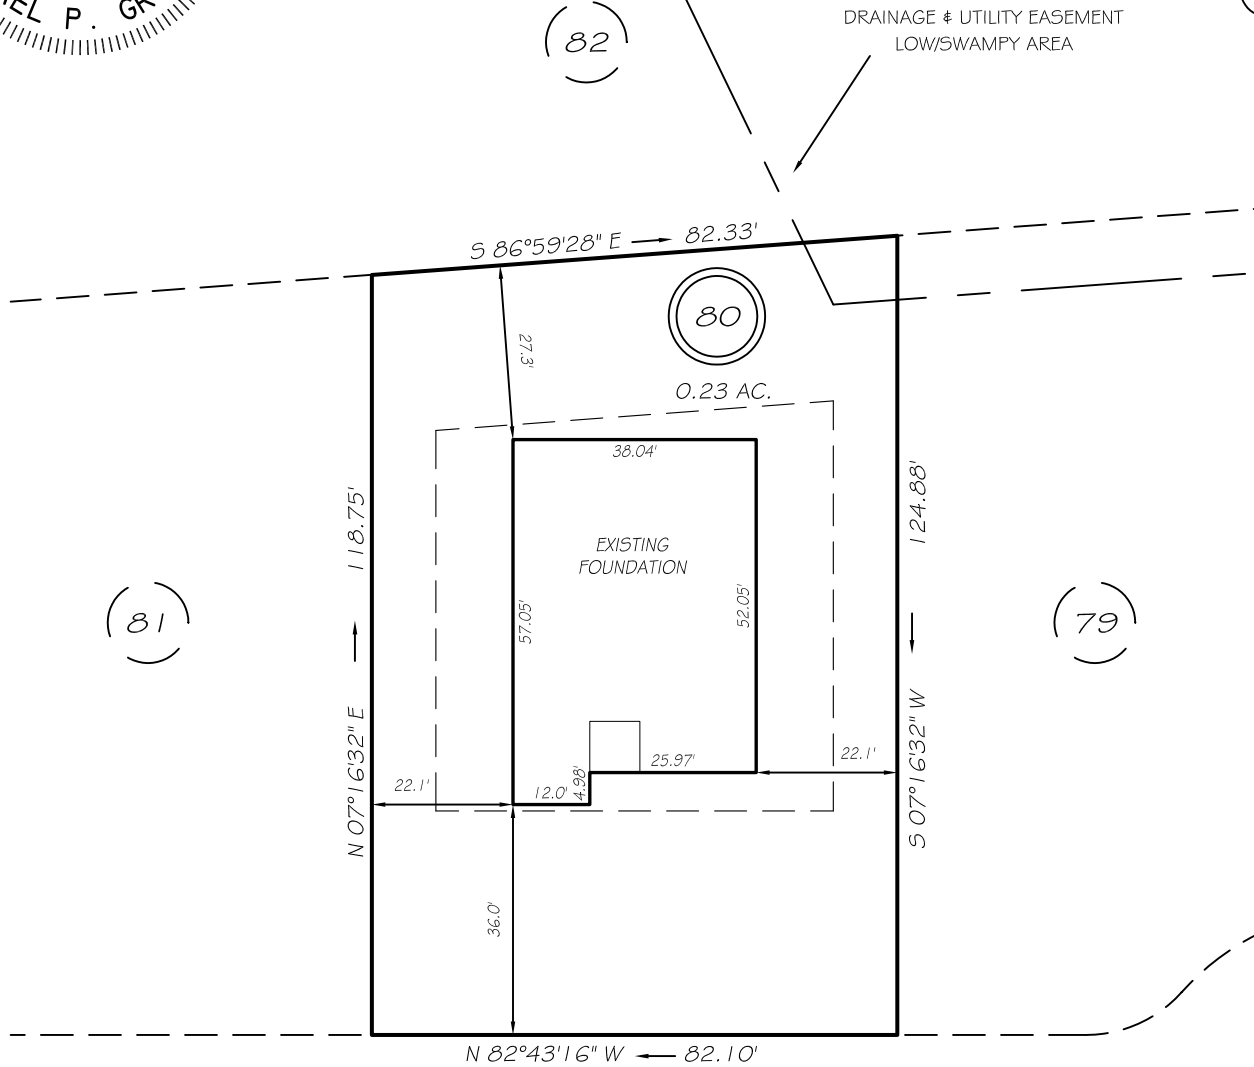 EL P. GR
82
DRAINAGE & UTILITY EASEMENT
LOW/SWAMPY AREA
S 86°59'28" E 82.33'
80
27.3'
0.23 AC.
38.04'
118.75'
124.88'
EXISTING
FOUNDATION
57.05'
52.05'
81
79
N 07°16'32" E
S 07°16'32" W
22.1'
12.0'
4.98'
25.97'
22.1'
36.0'
N 82°43'16" W 82.10'